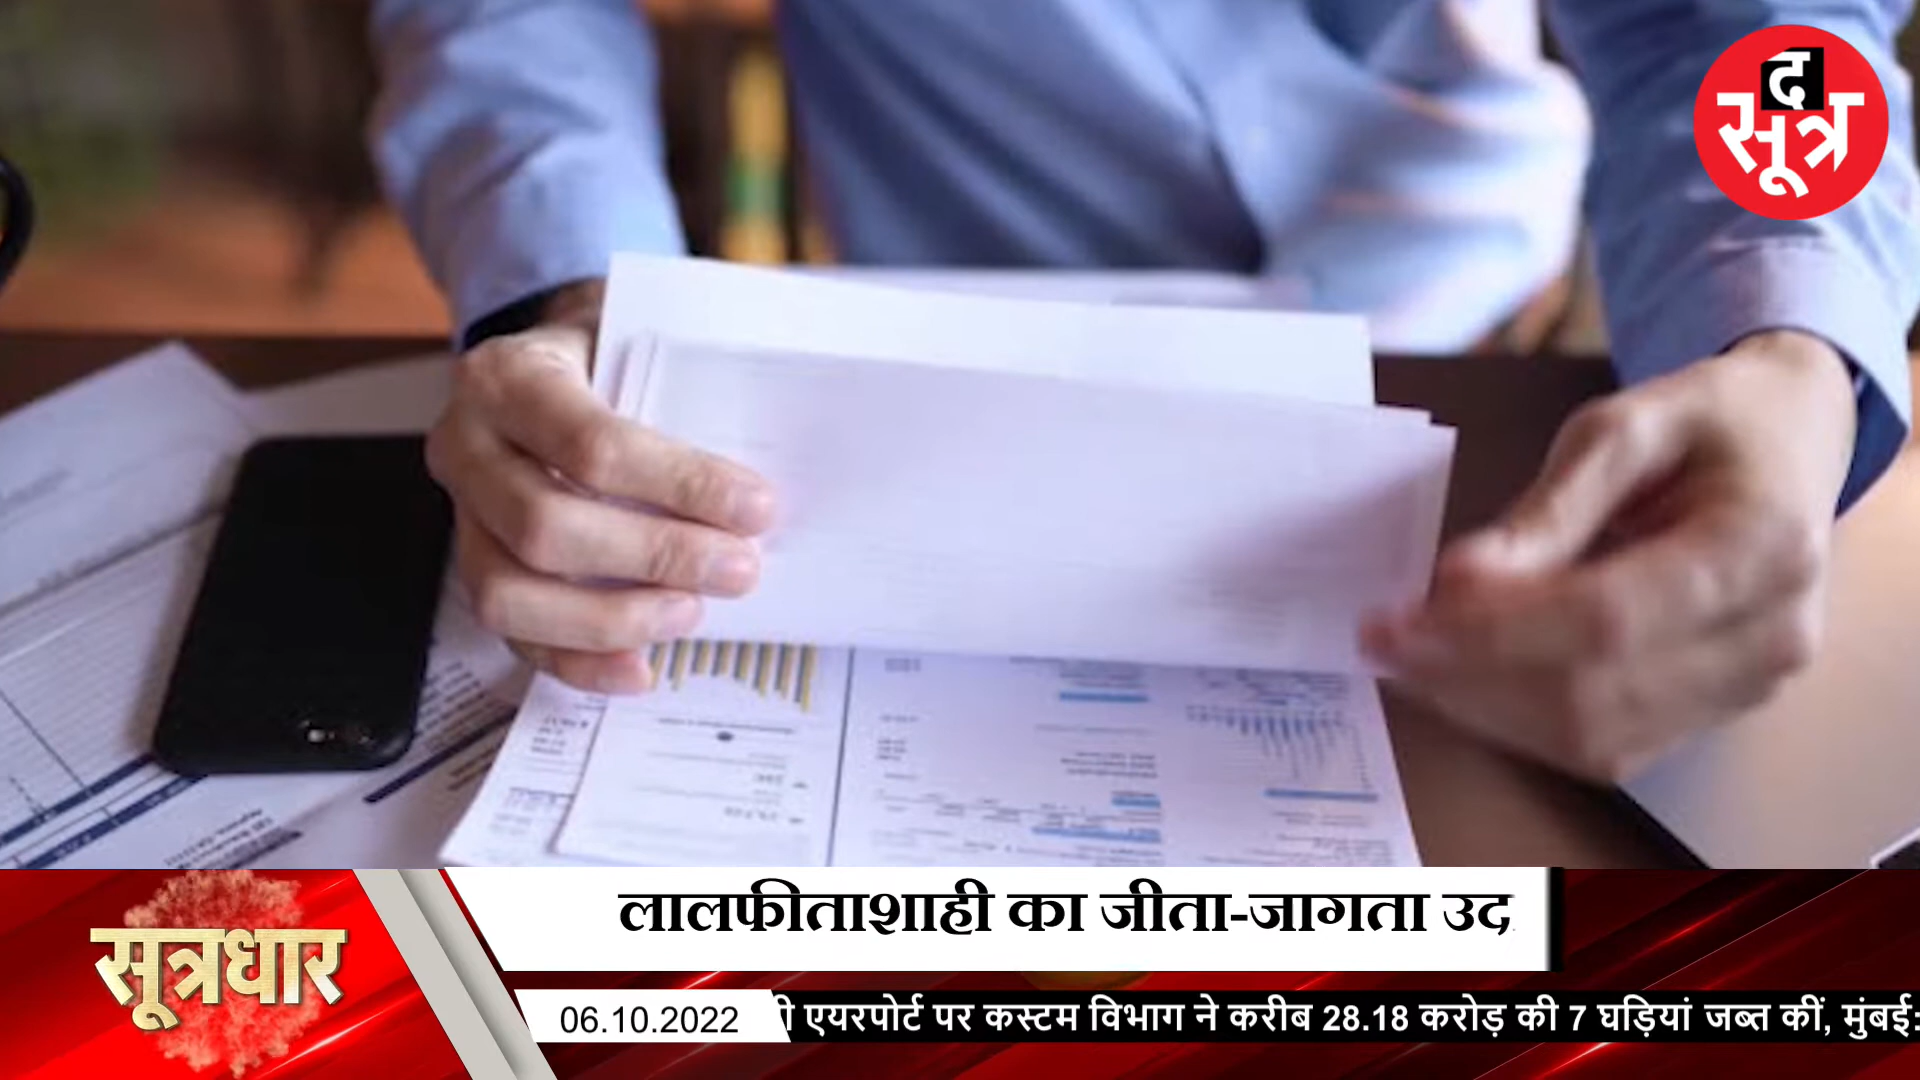 द
सूत्र
लालफीताशाही का जीता-जागता उद
सूत्रधार
06.10.2022
एयरपोर्ट पर कस्टम विभाग ने करीब 28.18 करोड़ की 7 घड़ियां जब्त कीं, मुंबई: